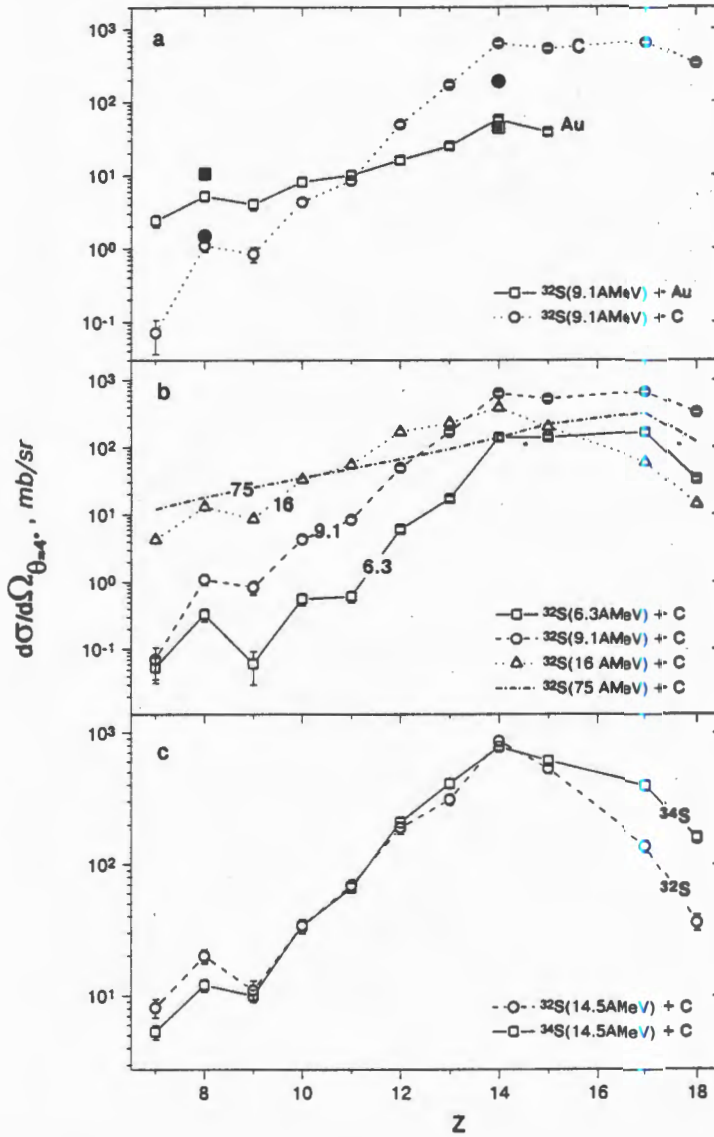 a
10³
10²
10¹
10⁰
10⁻¹
C
Au
³²S(9.1AMeV) + Au
³²S(9.1AMeV) + C
b
10³
10²
10¹
10⁰
10⁻¹
75
16
9.1
6.3
³²S(6.3AMeV) + C
³²S(9.1AMeV) + C
³²S(16 AMeV) + C
³²S(75 AMeV) + C
c
10³
10²
10¹
³⁴S
³²S
³²S(14.5AMeV) + C
³⁴S(14.5AMeV) + C
8 10 12 14 16 18
Z
dσ/dΩθ=4°, mb/sr